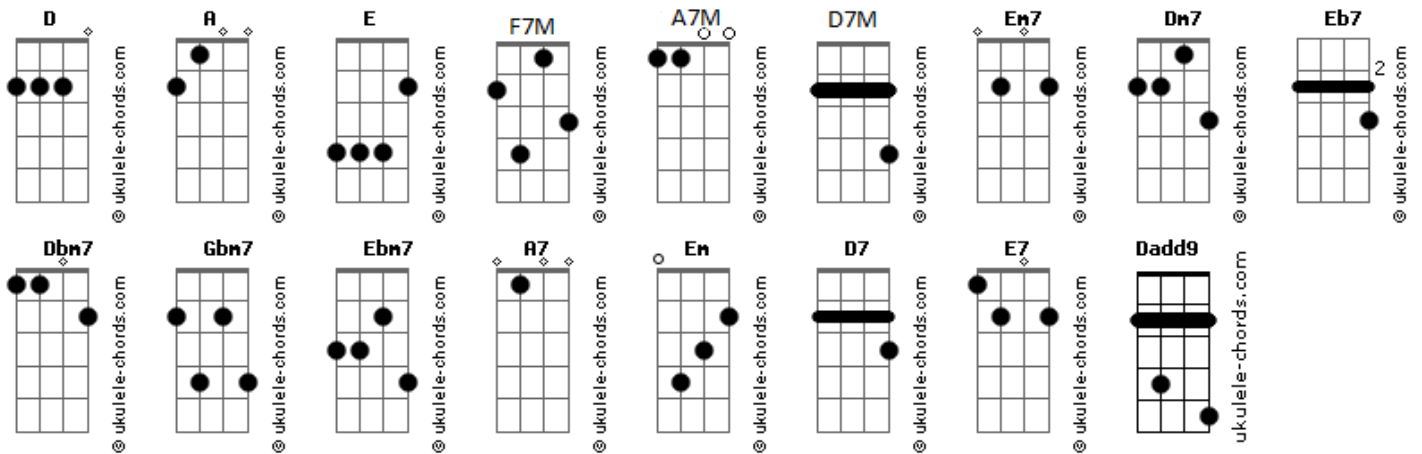 D A E F7M A7M D7M Em7 Dm7 Eb7
2
© ukulele-chords.com © ukulele-chords.com © ukulele-chords.com © ukulele-chords.com © ukulele-chords.com © ukulele-chords.com © ukulele-chords.com © ukulele-chords.com © ukulele-chords.com
Dbm7 Gbm7 Ebm7 A7 Em D7 E7 Dadd9
© ukulele-chords.com © ukulele-chords.com © ukulele-chords.com © ukulele-chords.com © ukulele-chords.com © ukulele-chords.com © ukulele-chords.com ukulele-chords.com